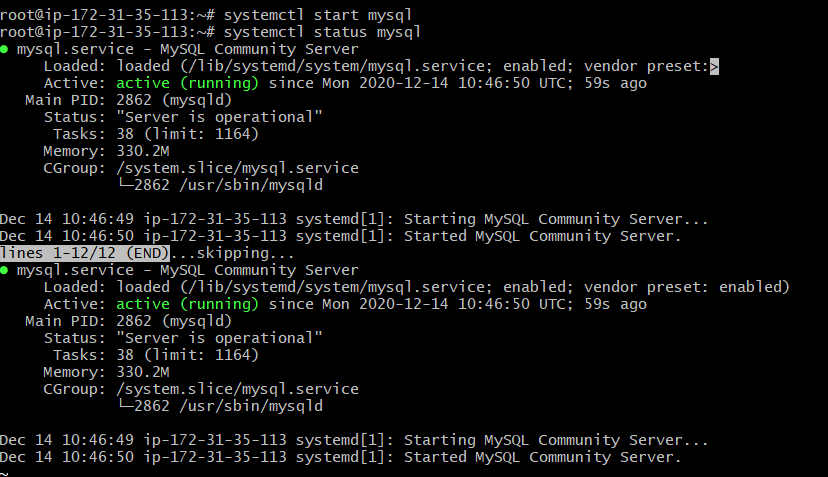 root@ip-172-31-35-113:~# systemctl start mysql
root@ip-172-31-35-113:~# systemctl status mysql
● mysql.service - MySQL Community Server
     Loaded: loaded (/lib/systemd/system/mysql.service; enabled; vendor preset:>
     Active: active (running) since Mon 2020-12-14 10:46:50 UTC; 59s ago
   Main PID: 2862 (mysqld)
     Status: "Server is operational"
      Tasks: 38 (limit: 1164)
     Memory: 330.2M
     CGroup: /system.slice/mysql.service
             └─2862 /usr/sbin/mysqld
Dec 14 10:46:49 ip-172-31-35-113 systemd[1]: Starting MySQL Community Server...
Dec 14 10:46:50 ip-172-31-35-113 systemd[1]: Started MySQL Community Server.
lines 1-12/12 (END)...skipping...
● mysql.service - MySQL Community Server
     Loaded: loaded (/lib/systemd/system/mysql.service; enabled; vendor preset: enabled)
     Active: active (running) since Mon 2020-12-14 10:46:50 UTC; 59s ago
   Main PID: 2862 (mysqld)
     Status: "Server is operational"
      Tasks: 38 (limit: 1164)
     Memory: 330.2M
     CGroup: /system.slice/mysql.service
             └─2862 /usr/sbin/mysqld
Dec 14 10:46:49 ip-172-31-35-113 systemd[1]: Starting MySQL Community Server...
Dec 14 10:46:50 ip-172-31-35-113 systemd[1]: Started MySQL Community Server.
~